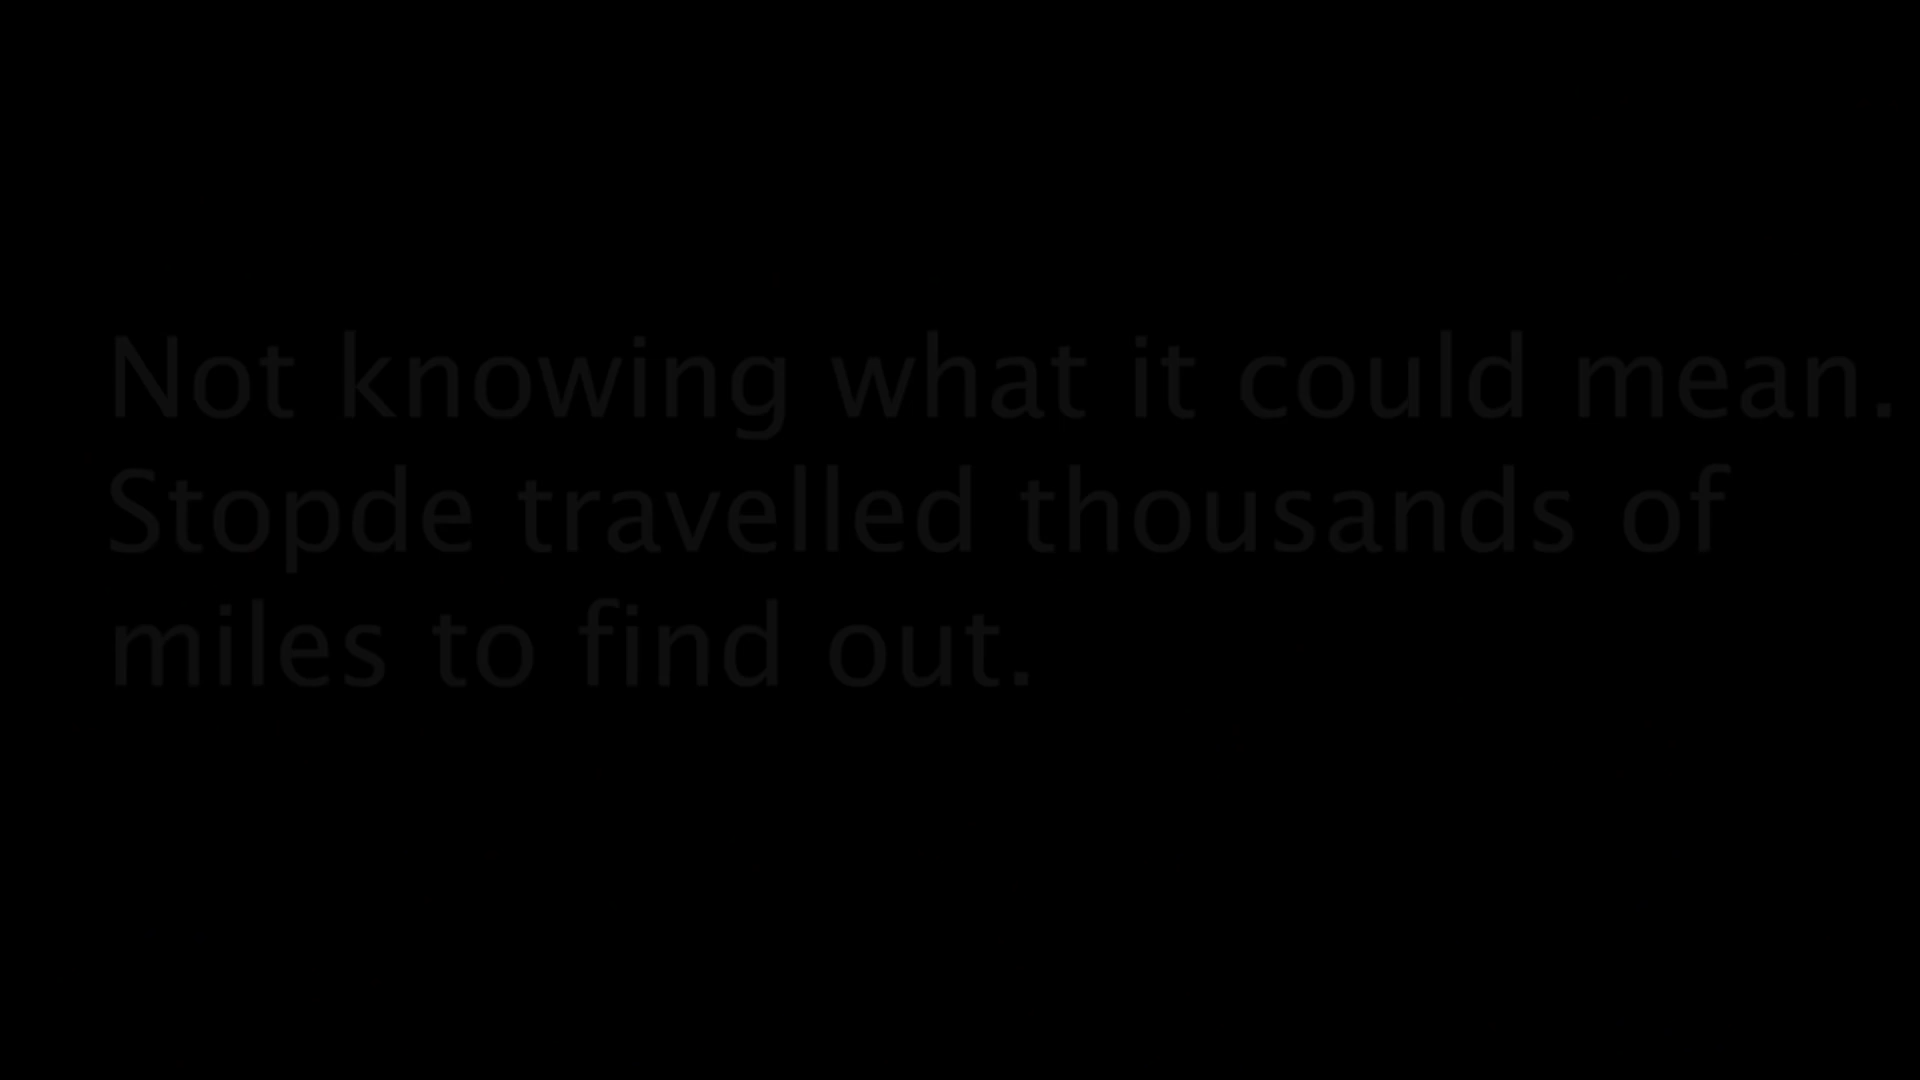 Not knowing what it could mean.
Stopde travelled thousands of
miles to find out.